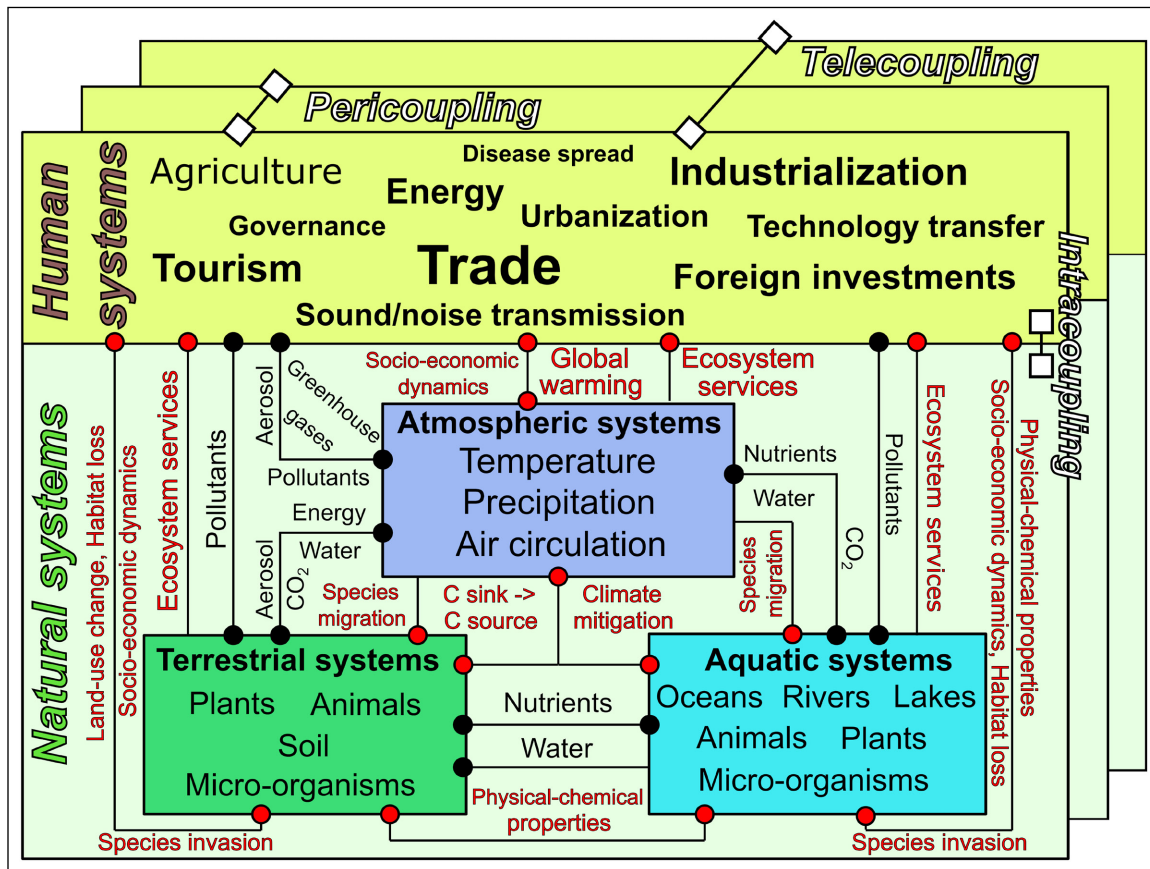 Telecoupling
Pericoupling
Human
systems
Agriculture
Disease spread
Energy
Industrialization
Governance
Urbanization
Technology transfer
Tourism
Trade
Foreign investments
Sound/noise transmission
Intracoupling
Natural systems
Land-use change, Habitat loss
Socio-economic dynamics
Ecosystem services
Pollutants
Aerosol
Greenhouse
gases
Pollutants
Socio-economic
dynamics
Global
warming
Ecosystem
services
Atmospheric systems
Temperature
Precipitation
Air circulation
Energy
Water
Aerosol
CO2
Nutrients
Water
CO2
Pollutants
Ecosystem services
Socio-economic dynamics, Habitat loss
Physical-chemical properties
Species
migration
C sink ->
C source
Climate
mitigation
Species
migration
Terrestrial systems
Plants Animals
Soil
Micro-organisms
Nutrients
Water
Physical-chemical
properties
Aquatic systems
Oceans Rivers Lakes
Animals Plants
Micro-organisms
Species invasion
Species invasion